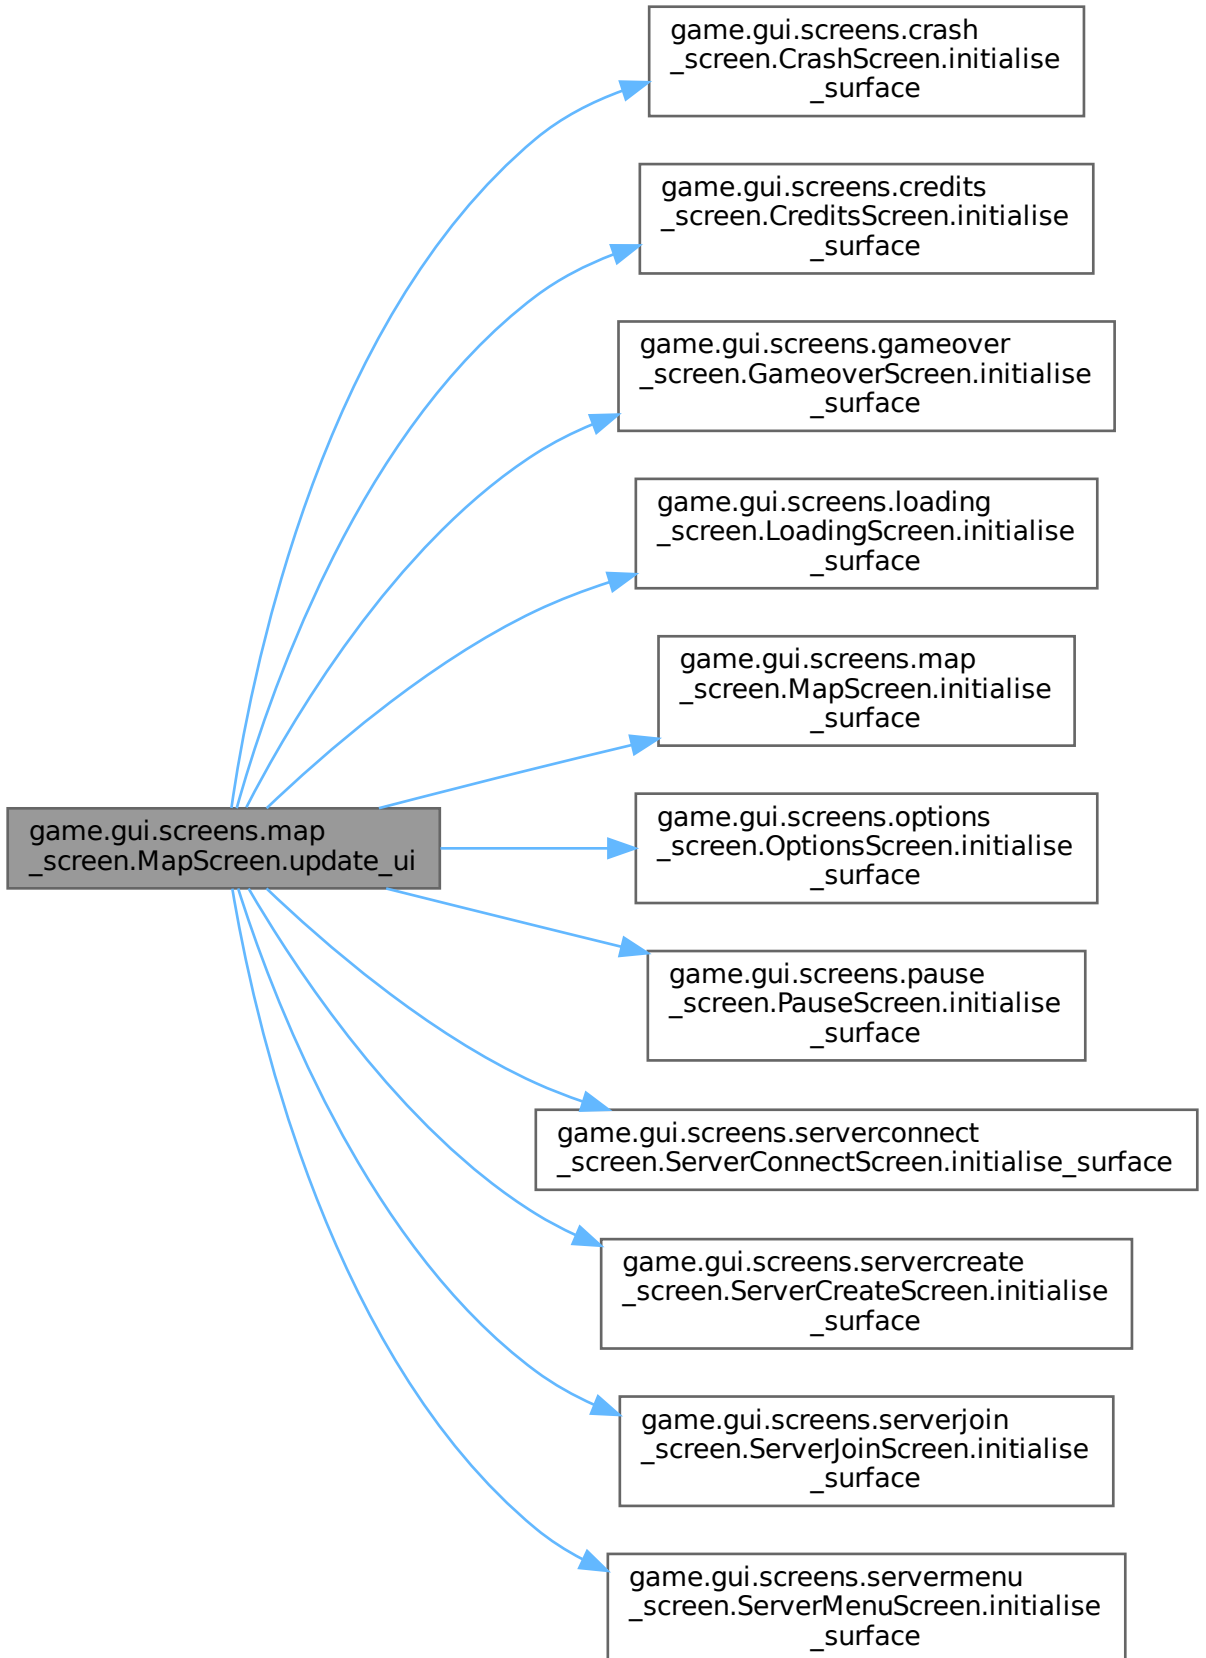 game.gui.screens.crash
_screen.CrashScreen.initialise
_surface
game.gui.screens.credits
_screen.CreditsScreen.initialise
_surface
game.gui.screens.gameover
_screen.GameoverScreen.initialise
_surface
game.gui.screens.loading
_screen.LoadingScreen.initialise
_surface
game.gui.screens.map
_screen.MapScreen.initialise
_surface
game.gui.screens.map
_screen.MapScreen.update_ui
game.gui.screens.options
_screen.OptionsScreen.initialise
_surface
game.gui.screens.pause
_screen.PauseScreen.initialise
_surface
game.gui.screens.serverconnect
_screen.ServerConnectScreen.initialise_surface
game.gui.screens.servercreate
_screen.ServerCreateScreen.initialise
_surface
game.gui.screens.serverjoin
_screen.ServerJoinScreen.initialise
_surface
game.gui.screens.servermenu
_screen.ServerMenuScreen.initialise
_surface